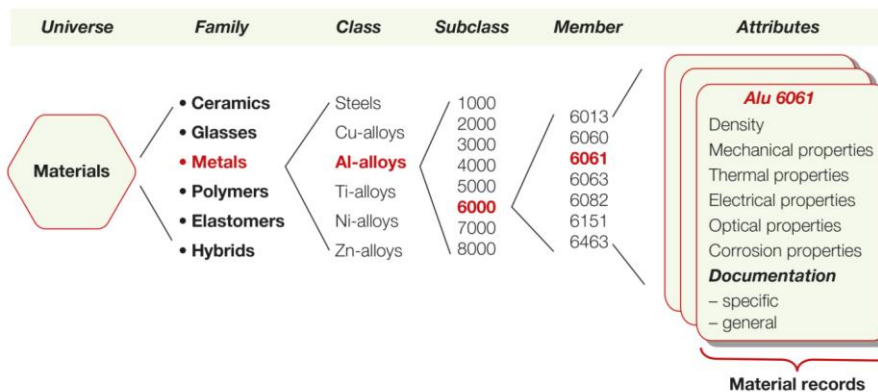 Universe Family Class Subclass Member Attributes
Materials
• Ceramics
• Glasses
• Metals
• Polymers
• Elastomers
• Hybrids
Steels
Cu-alloys
Al-alloys
Ti-alloys
Ni-alloys
Zn-alloys
1000
2000
3000
4000
5000
6000
7000
8000
6013
6060
6061
6063
6082
6151
6463
Alu 6061
Density
Mechanical properties
Thermal properties
Electrical properties
Optical properties
Corrosion properties
Documentation
– specific
– general
Material records